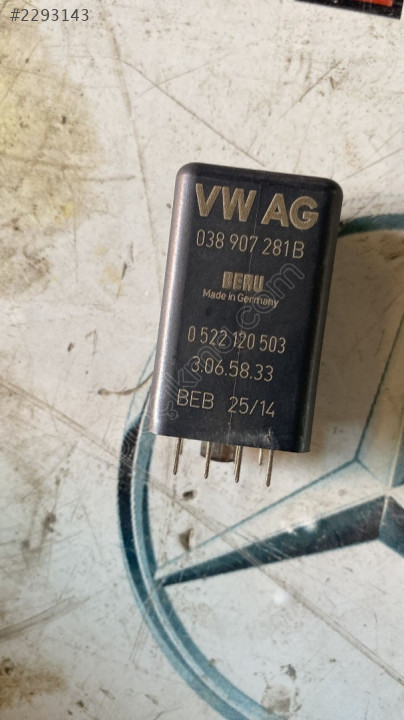 #2293143
VW AG
038 907 281B
BERU
Made in Germany
0 522 120 503
3.06.58.33
BEB 25/14